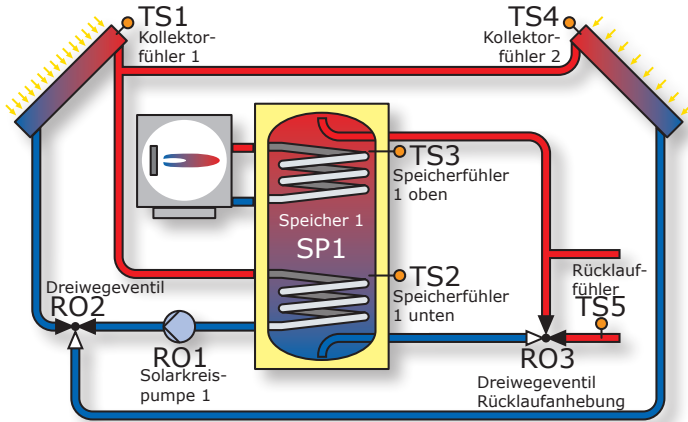 TS1
Kollektor-
fühler 1
TS4
Kollektor-
fühler 2
TS3
Speicherfühler
1 oben
Speicher 1
SP1
TS2
Speicherfühler
1 unten
Dreiwegeventil
RO2
RO1
Solarkreis-
pumpe 1
Rücklauf-
fühler
TS5
RO3
Dreiwegeventil
Rücklaufanhebung